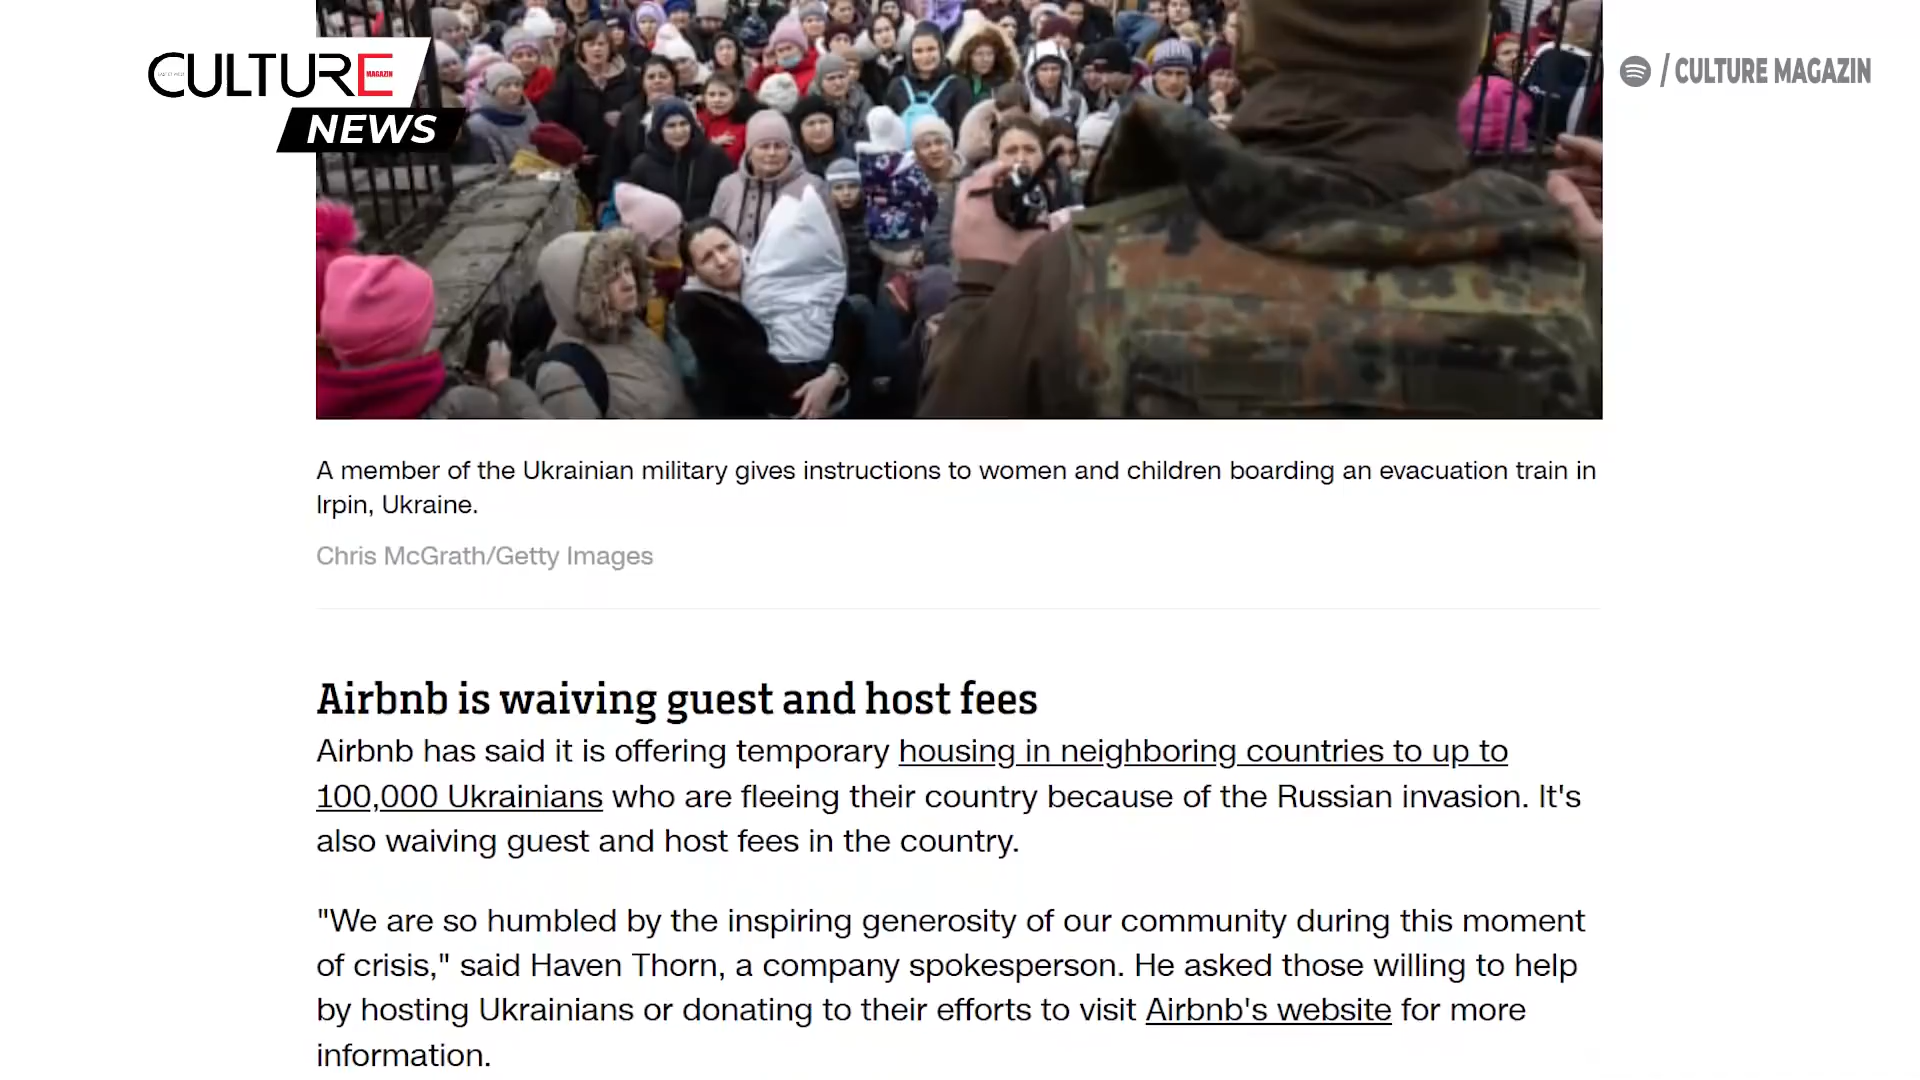 CULTURE
MAGAZIN
NEWS
/ CULTURE MAGAZIN
A member of the Ukrainian military gives instructions to women and children boarding an evacuation train in
Irpin, Ukraine.
Chris McGrath/Getty Images
Airbnb is waiving guest and host fees
Airbnb has said it is offering temporary housing in neighboring countries to up to
100,000 Ukrainians who are fleeing their country because of the Russian invasion. It's
also waiving guest and host fees in the country.
"We are so humbled by the inspiring generosity of our community during this moment
of crisis," said Haven Thorn, a company spokesperson. He asked those willing to help
by hosting Ukrainians or donating to their efforts to visit Airbnb's website for more
information.